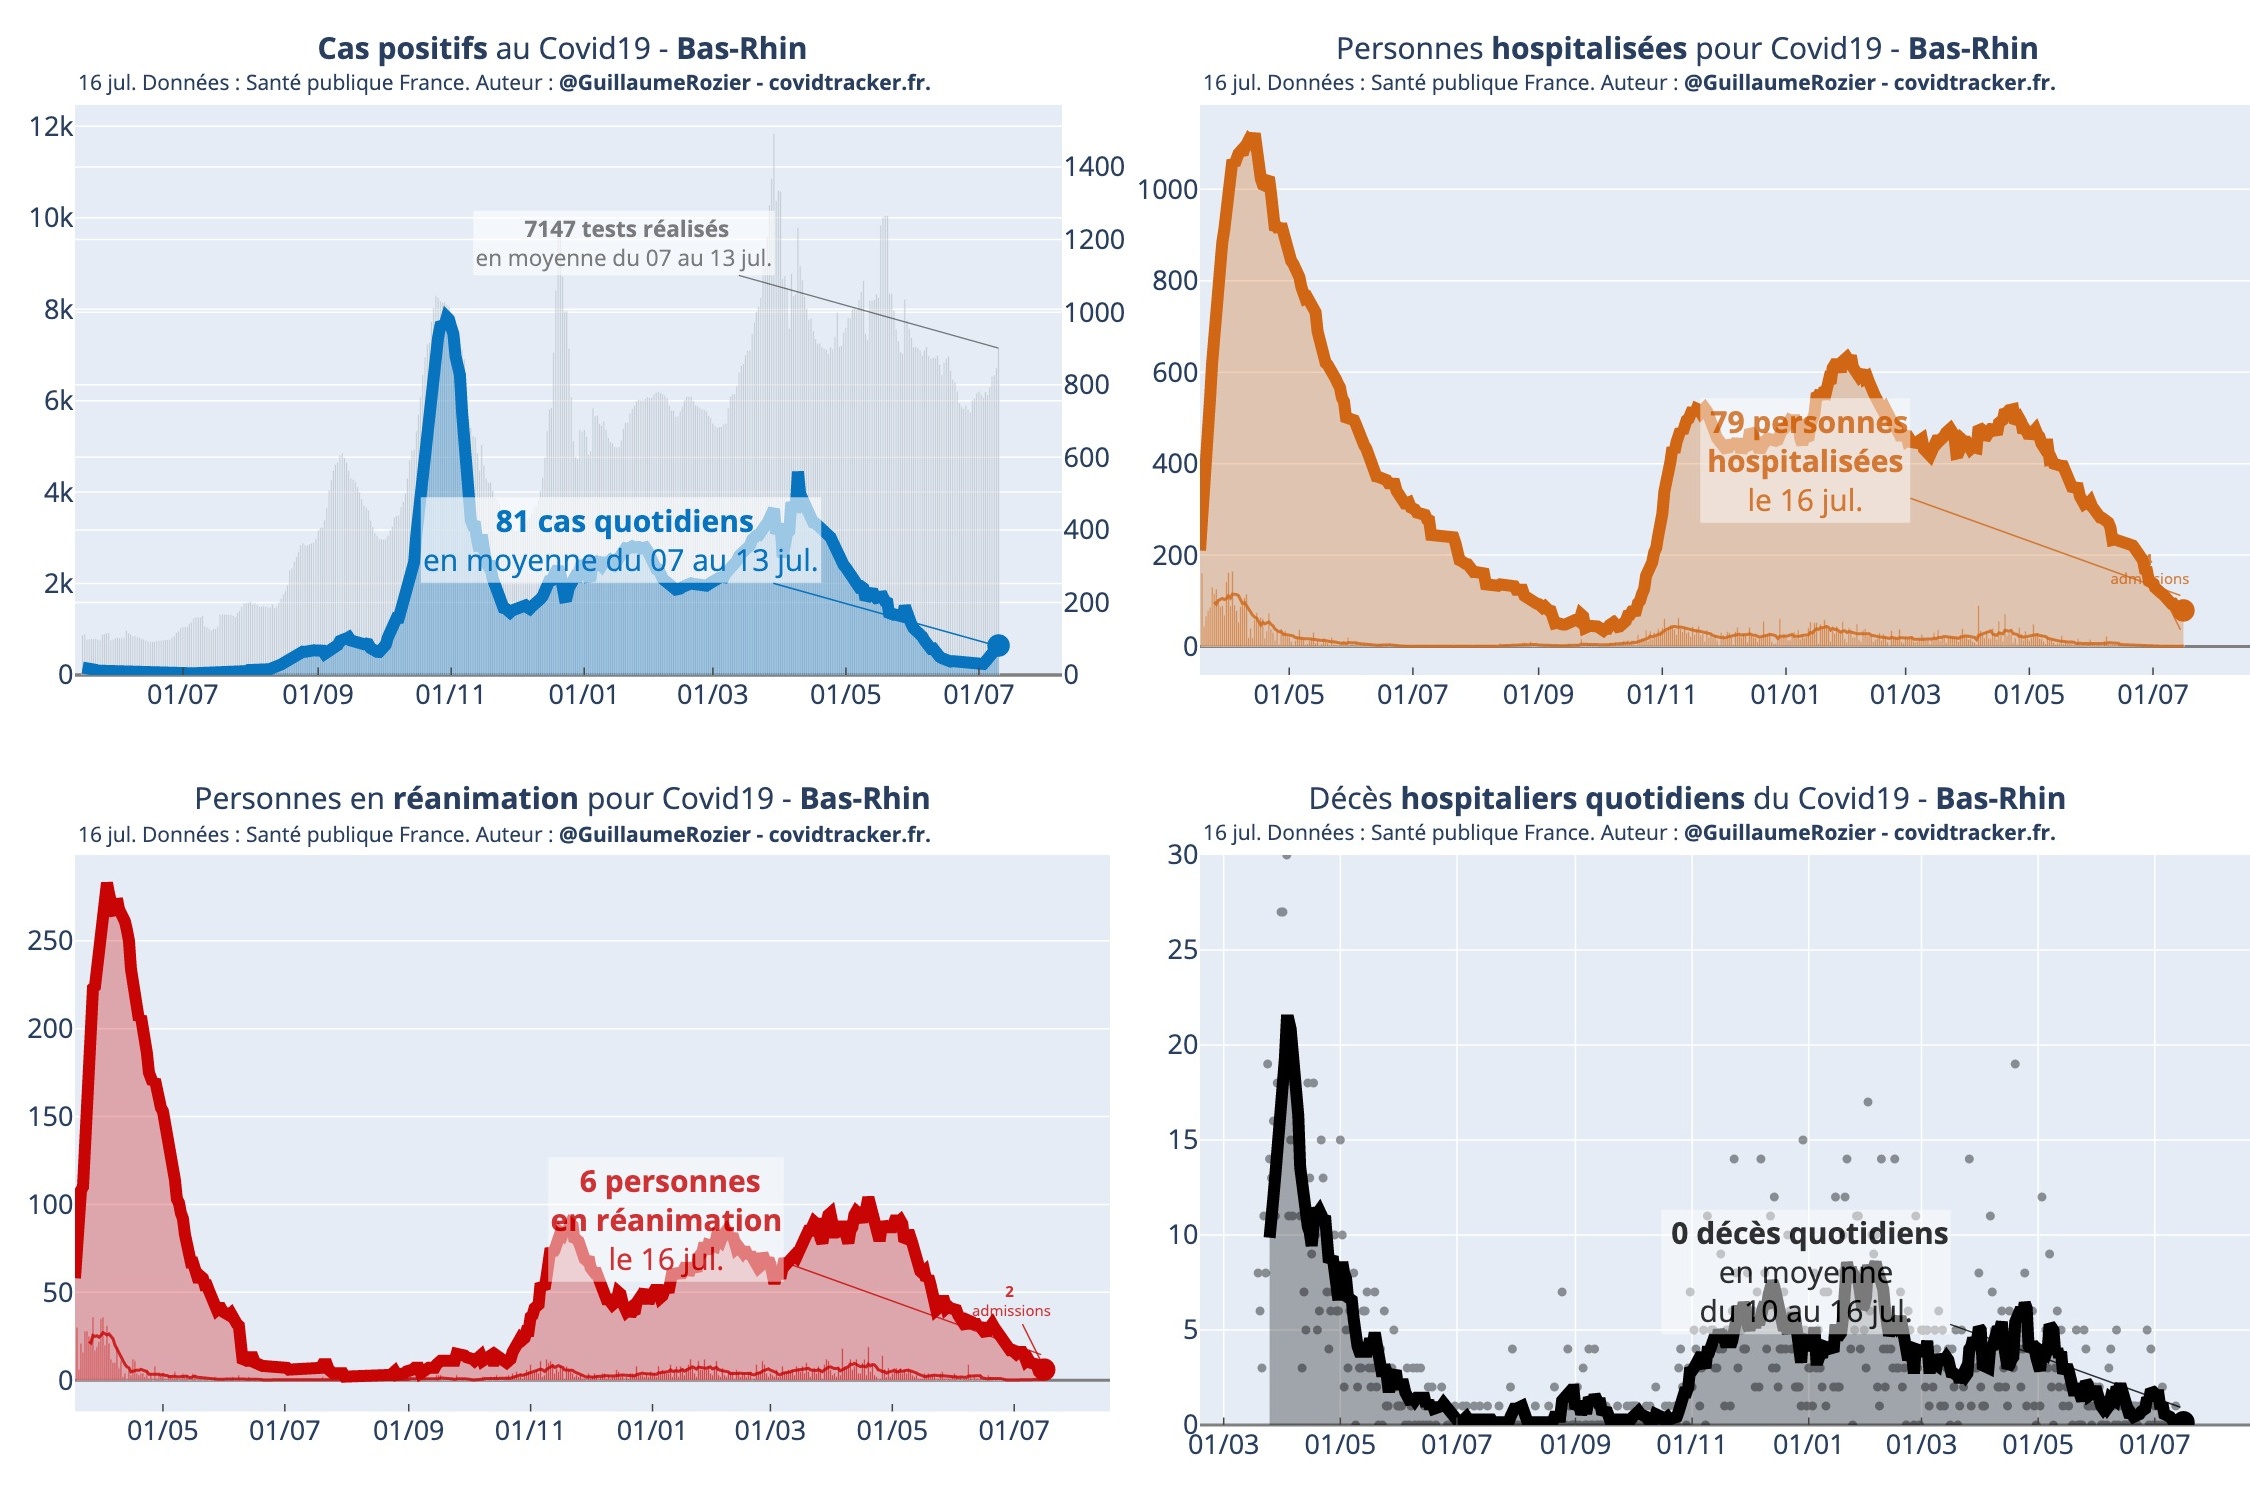 Cas positifs au Covid19 - Bas-Rhin
16 jul. Données : Santé publique France. Auteur : @GuillaumeRozier - covidtracker.fr.
12k
10k
8k
6k
4k
2k
0
1400
1200
1000
800
600
400
200
0
7147 tests réalisés
en moyenne du 07 au 13 jul.
81 cas quotidiens
en moyenne du 07 au 13 jul.
01/07 01/09 01/11 01/01 01/03 01/05 01/07
Personnes hospitalisées pour Covid19 - Bas-Rhin
16 jul. Données : Santé publique France. Auteur : @GuillaumeRozier - covidtracker.fr.
1000
800
600
400
200
0
79 personnes
hospitalisées
le 16 jul.
admissions
01/05 01/07 01/09 01/11 01/01 01/03 01/05 01/07
Personnes en réanimation pour Covid19 - Bas-Rhin
16 jul. Données : Santé publique France. Auteur : @GuillaumeRozier - covidtracker.fr.
250
200
150
100
50
0
6 personnes
en réanimation
le 16 jul.
2
admissions
01/05 01/07 01/09 01/11 01/01 01/03 01/05 01/07
Décès hospitaliers quotidiens du Covid19 - Bas-Rhin
16 jul. Données : Santé publique France. Auteur : @GuillaumeRozier - covidtracker.fr.
30
25
20
15
10
5
0
0 décès quotidiens
en moyenne
du 10 au 16 jul.
01/03 01/05 01/07 01/09 01/11 01/01 01/03 01/05 01/07